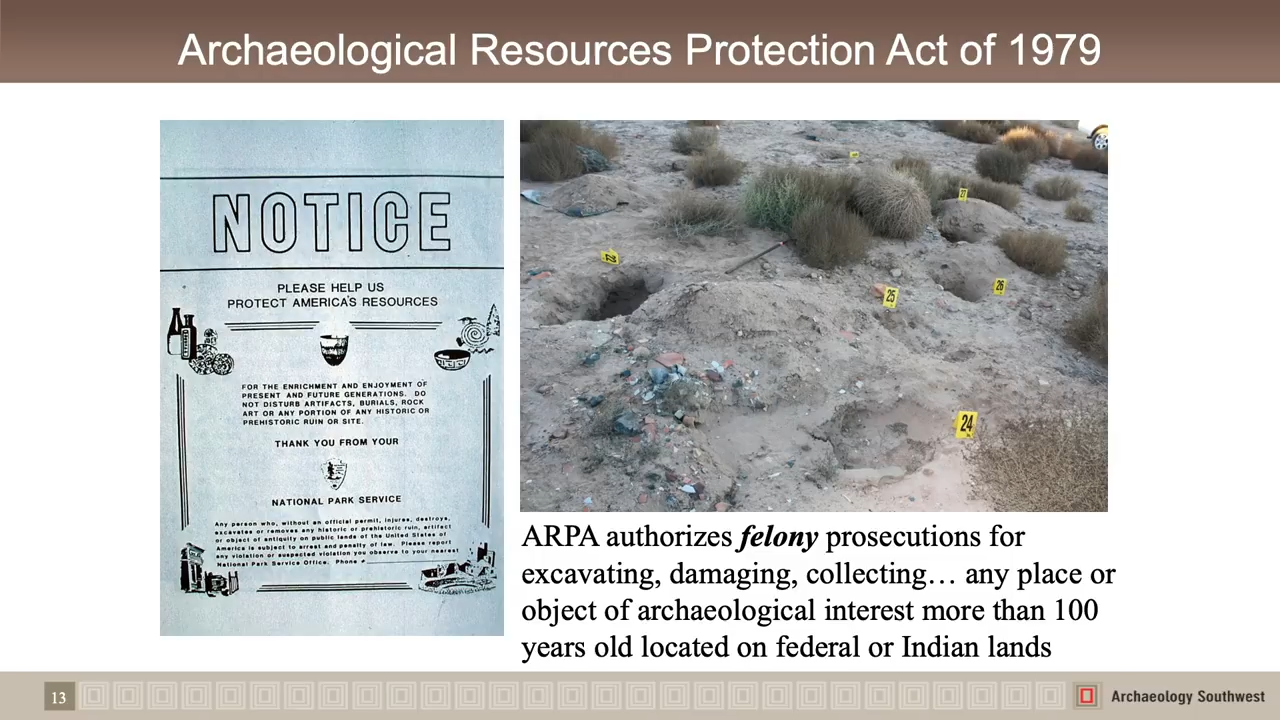 Archaeological Resources Protection Act of 1979
NOTICE
PLEASE HELP US
PROTECT AMERICA'S RESOURCES
FOR THE ENRICHMENT AND ENJOYMENT OF
PRESENT AND FUTURE GENERATIONS. DO
NOT DISTURB ARTIFACTS, BURIALS, ROCK
ART OR ANY PORTION OF ANY HISTORIC OR
PREHISTORIC RUIN OR SITE.
THANK YOU FROM YOUR
NATIONAL PARK SERVICE
Any person who, without an official permit, injures, destroys,
excavates or removes any historic or prehistoric ruin, artifact
or object of antiquity on public lands of the United States of
America is subject to arrest and penalty of law. Please report
any violation or suspected violation you observe to your nearest
National Park Service Office. Phone
27
26
25
24
ARPA authorizes felony prosecutions for
excavating, damaging, collecting… any place or
object of archaeological interest more than 100
years old located on federal or Indian lands
13
Archaeology Southwest